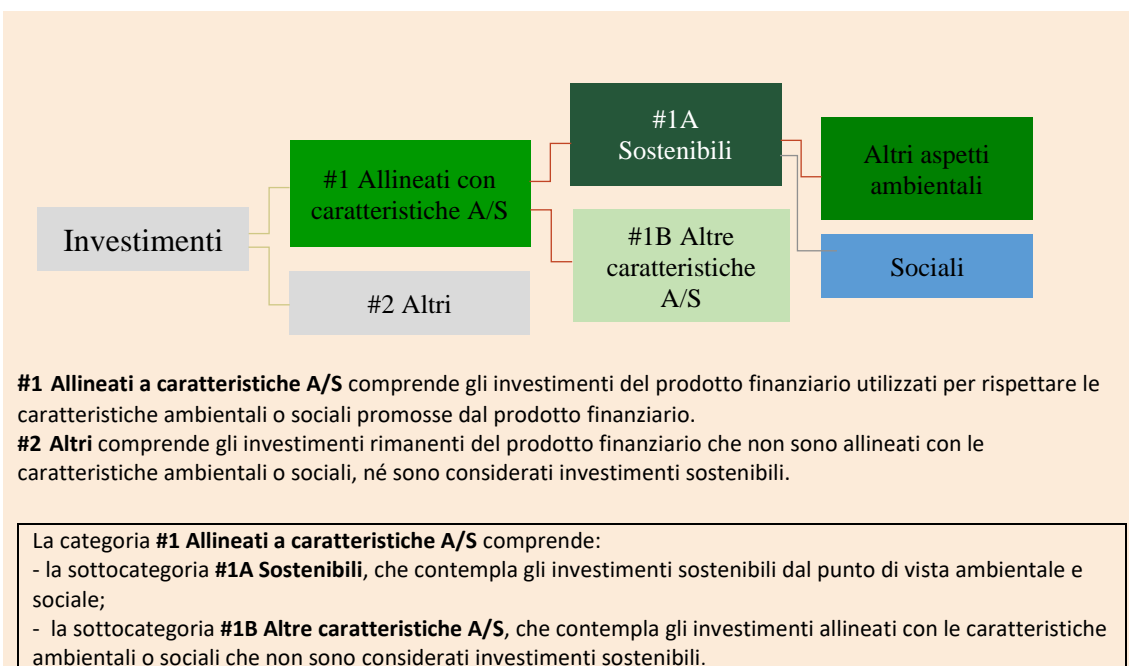 Investimenti
#1 Allineati con
caratteristiche A/S
#2 Altri
#1A
Sostenibili
#1B Altre
caratteristiche
A/S
Altri aspetti
ambientali
Sociali
#1 Allineati a caratteristiche A/S comprende gli investimenti del prodotto finanziario utilizzati per rispettare le
caratteristiche ambientali o sociali promosse dal prodotto finanziario.
#2 Altri comprende gli investimenti rimanenti del prodotto finanziario che non sono allineati con le
caratteristiche ambientali o sociali, né sono considerati investimenti sostenibili.
La categoria #1 Allineati a caratteristiche A/S comprende:
- la sottocategoria #1A Sostenibili, che contempla gli investimenti sostenibili dal punto di vista ambientale e
sociale;
- la sottocategoria #1B Altre caratteristiche A/S, che contempla gli investimenti allineati con le caratteristiche
ambientali o sociali che non sono considerati investimenti sostenibili.